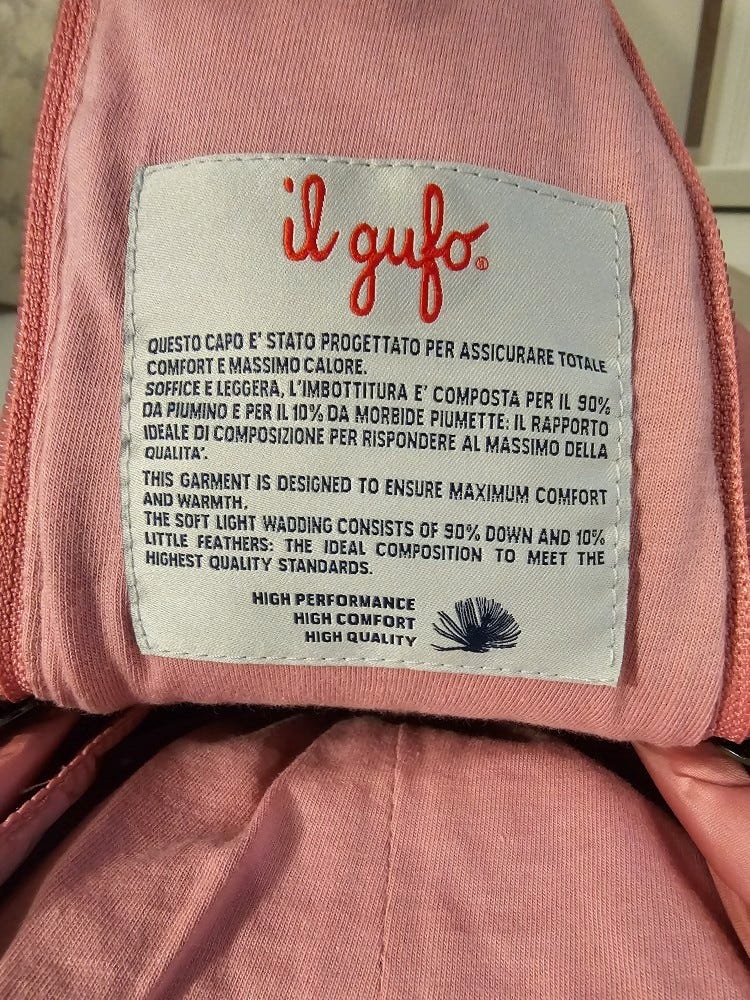 il gufo®
QUESTO CAPO E' STATO PROGETTATO PER ASSICURARE TOTALE
COMFORT E MASSIMO CALORE.
SOFFICE E LEGGERA, L'IMBOTTITURA E' COMPOSTA PER IL 90%
DA PIUMINO E PER IL 10% DA MORBIDE PIUMETTE: IL RAPPORTO
IDEALE DI COMPOSIZIONE PER RISPONDERE AL MASSIMO DELLA
QUALITA'.
THIS GARMENT IS DESIGNED TO ENSURE MAXIMUM COMFORT
AND WARMTH.
THE SOFT LIGHT WADDING CONSISTS OF 90% DOWN AND 10%
LITTLE FEATHERS: THE IDEAL COMPOSITION TO MEET THE
HIGHEST QUALITY STANDARDS.
HIGH PERFORMANCE
HIGH COMFORT
HIGH QUALITY